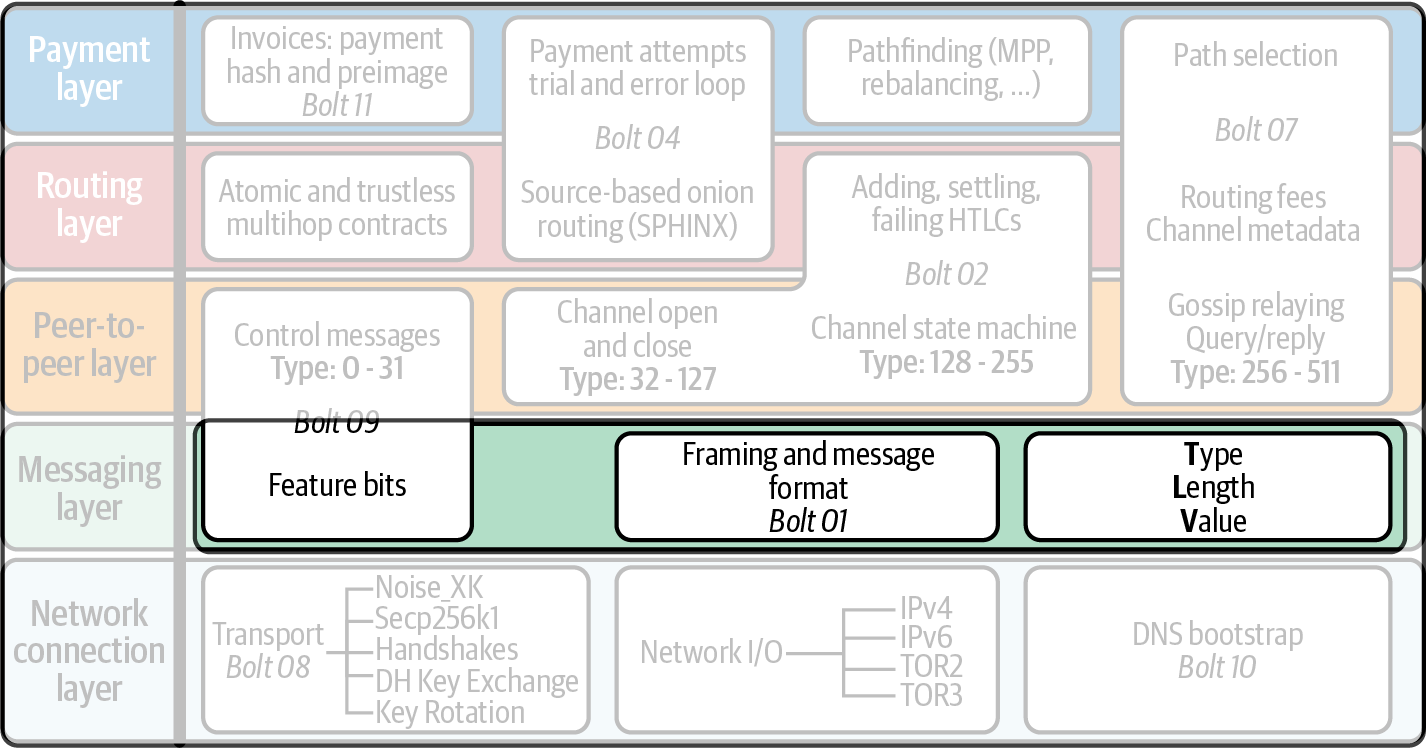 Payment
layer
Invoices: payment
hash and preimage
Bolt 11
Payment attempts
trial and error loop
Bolt 04
Source-based onion
routing (SPHINX)
Pathfinding (MPP,
rebalancing, ...)
Path selection
Bolt 07
Routing fees
Channel metadata
Gossip relaying
Query/reply
Type: 256 - 511
Routing
layer
Atomic and trustless
multihop contracts
Adding, settling,
failing HTLCs
Bolt 02
Channel state machine
Type: 128 - 255
Peer-to-
peer layer
Control messages
Type: 0 - 31
Bolt 09
Feature bits
Channel open
and close
Type: 32 - 127
Messaging
layer
Framing and message
format
Bolt 01
Type
Length
Value
Network
connection
layer
Transport
Bolt 08
Noise_XK
Secp256k1
Handshakes
DH Key Exchange
Key Rotation
Network I/O
IPv4
IPv6
TOR2
TOR3
DNS bootstrap
Bolt 10